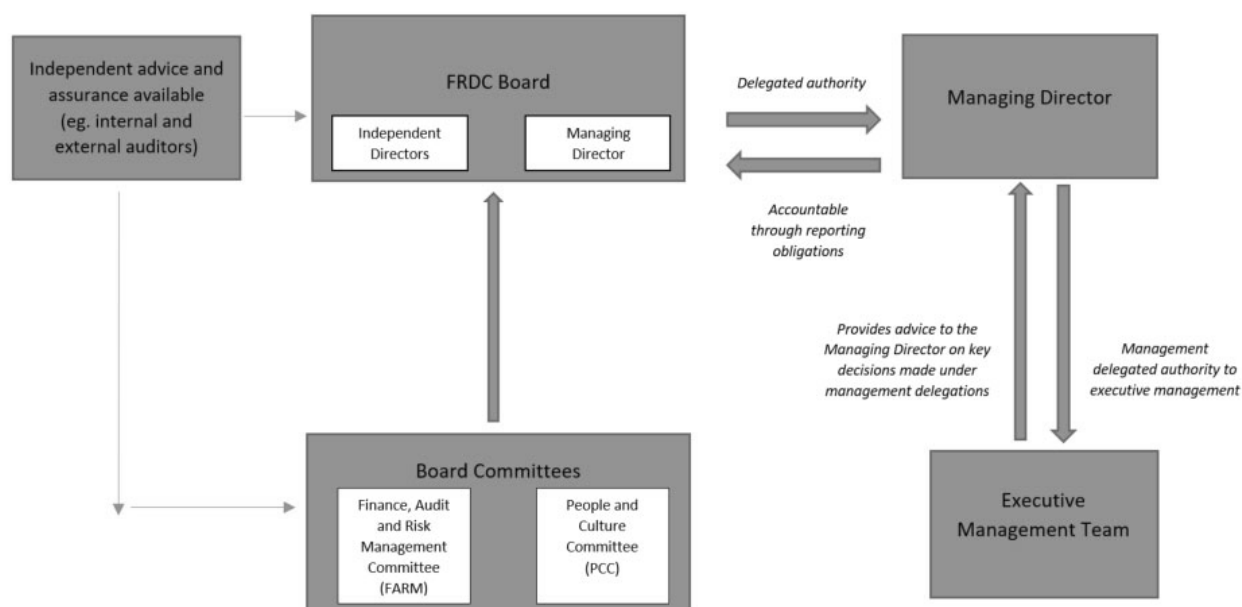 Independent advice and
assurance available
(eg. internal and
external auditors)
FRDC Board
Independent
Directors
Managing
Director
Delegated authority
Accountable
through reporting
obligations
Managing Director
Provides advice to the
Managing Director on key
decisions made under
management delegations
Management
delegated authority to
executive management
Board Committees
Finance, Audit
and Risk
Management
Committee
(FARM)
People and
Culture
Committee
(PCC)
Executive
Management Team